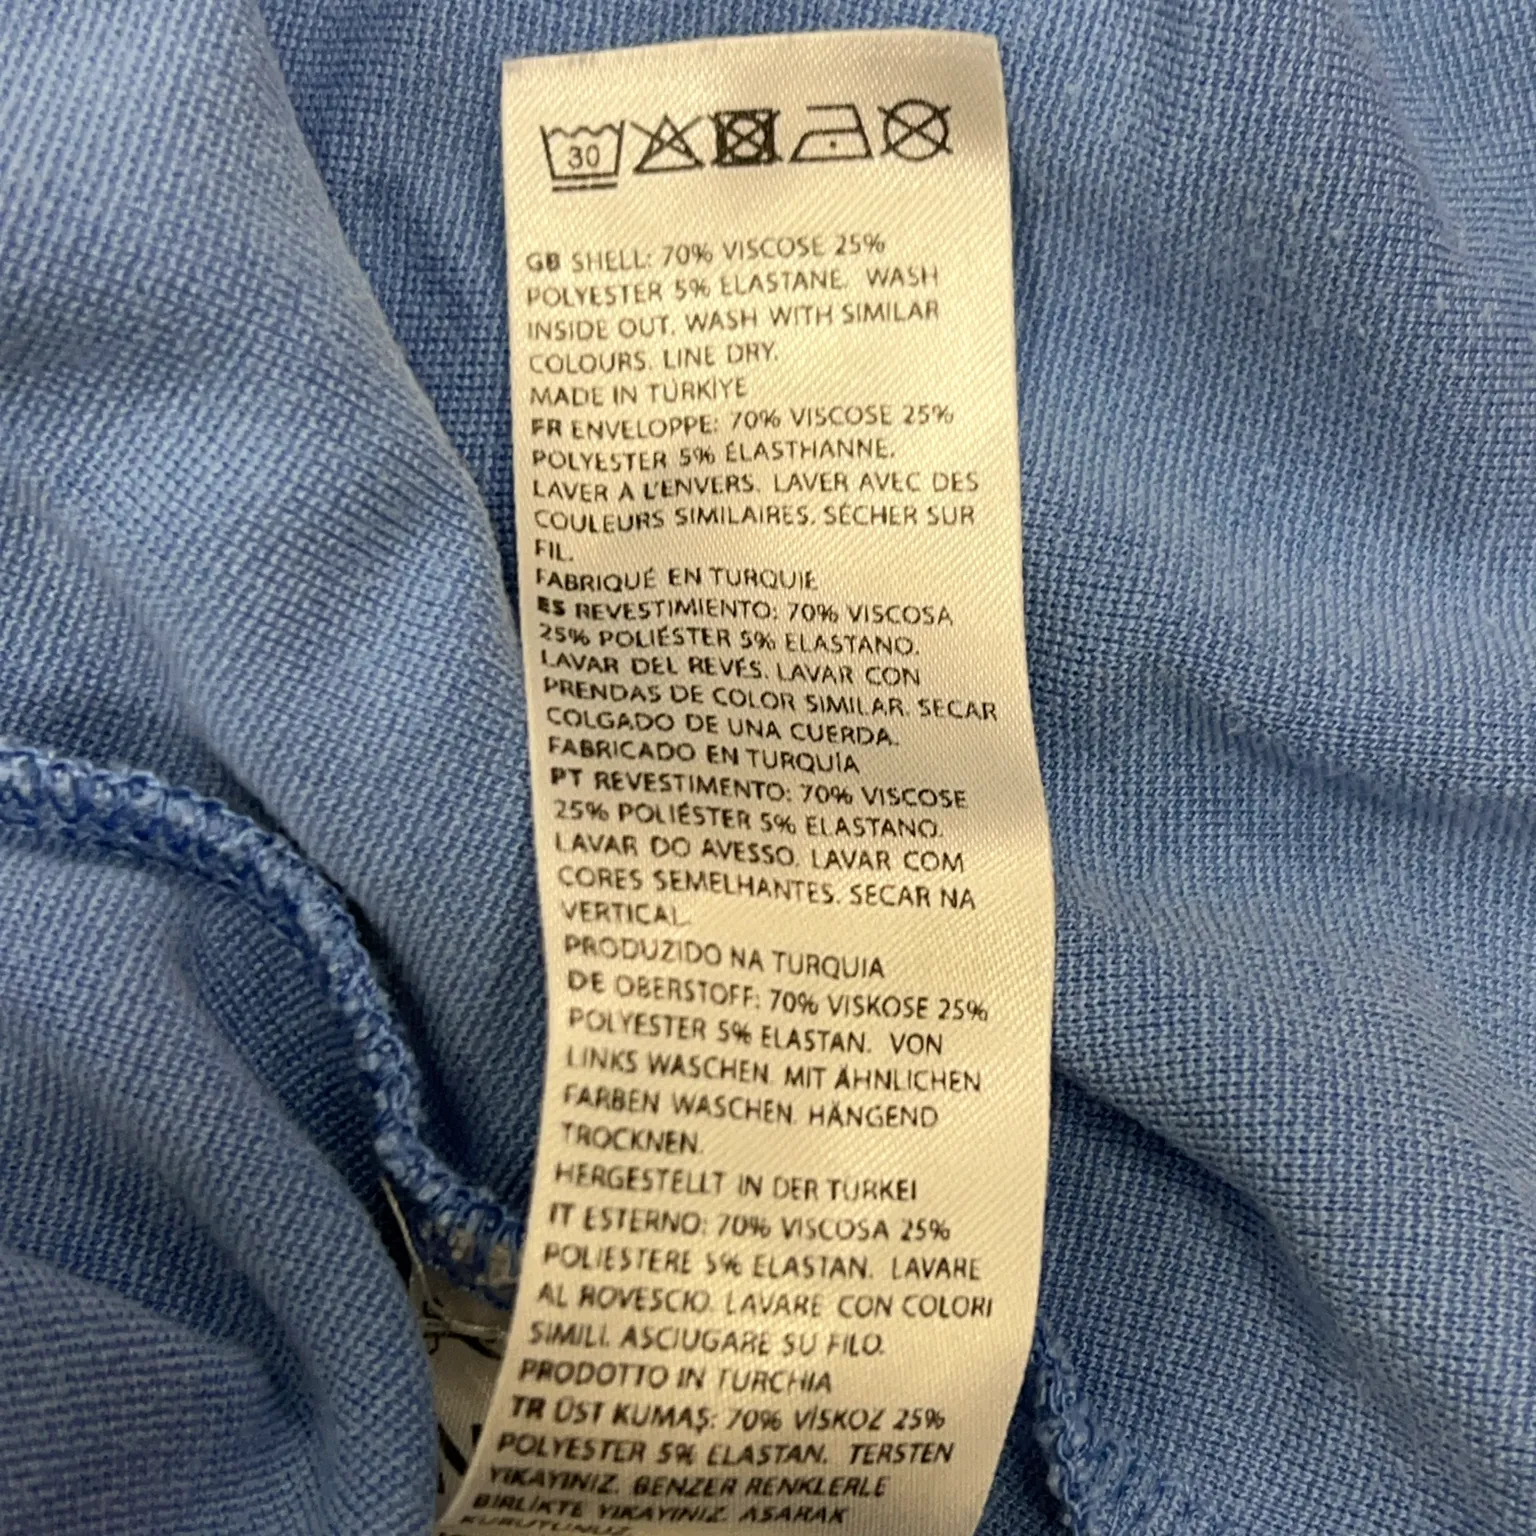 30
GB SHELL: 70% VISCOSE 25%
POLYESTER 5% ELASTANE. WASH
INSIDE OUT. WASH WITH SIMILAR
COLOURS. LINE DRY.
MADE IN TÜRKİYE
FR ENVELOPPE: 70% VISCOSE 25%
POLYESTER 5% ÉLASTHANNE.
LAVER A L'ENVERS. LAVER AVEC DES
COULEURS SIMILAIRES. SÉCHER SUR
FIL.
FABRIQUÉ EN TURQUIE
ES REVESTIMIENTO: 70% VISCOSA
25% POLIÉSTER 5% ELASTANO.
LAVAR DEL REVÉS. LAVAR CON
PRENDAS DE COLOR SIMILAR. SECAR
COLGADO DE UNA CUERDA.
FABRICADO EN TURQUÍA
PT REVESTIMENTO: 70% VISCOSE
25% POLIÉSTER 5% ELASTANO.
LAVAR DO AVESSO. LAVAR COM
CORES SEMELHANTES. SECAR NA
VERTICAL.
PRODUZIDO NA TURQUIA
DE OBERSTOFF: 70% VISKOSE 25%
POLYESTER 5% ELASTAN. VON
LINKS WASCHEN. MIT ÄHNLICHEN
FARBEN WASCHEN. HÄNGEND
TROCKNEN.
HERGESTELLT IN DER TÜRKEI
IT ESTERNO: 70% VISCOSA 25%
POLIESTERE 5% ELASTAN. LAVARE
AL ROVESCIO. LAVARE CON COLORI
SIMILI. ASCIUGARE SU FILO.
PRODOTTO IN TURCHIA
TR ÜST KUMAŞ: 70% VİSKOZ 25%
POLYESTER 5% ELASTAN. TERSTEN
YIKAYINIZ. BENZER RENKLERLE
BIRLIKTE YIKAYINIZ. ASARAK
KURUTUNUZ